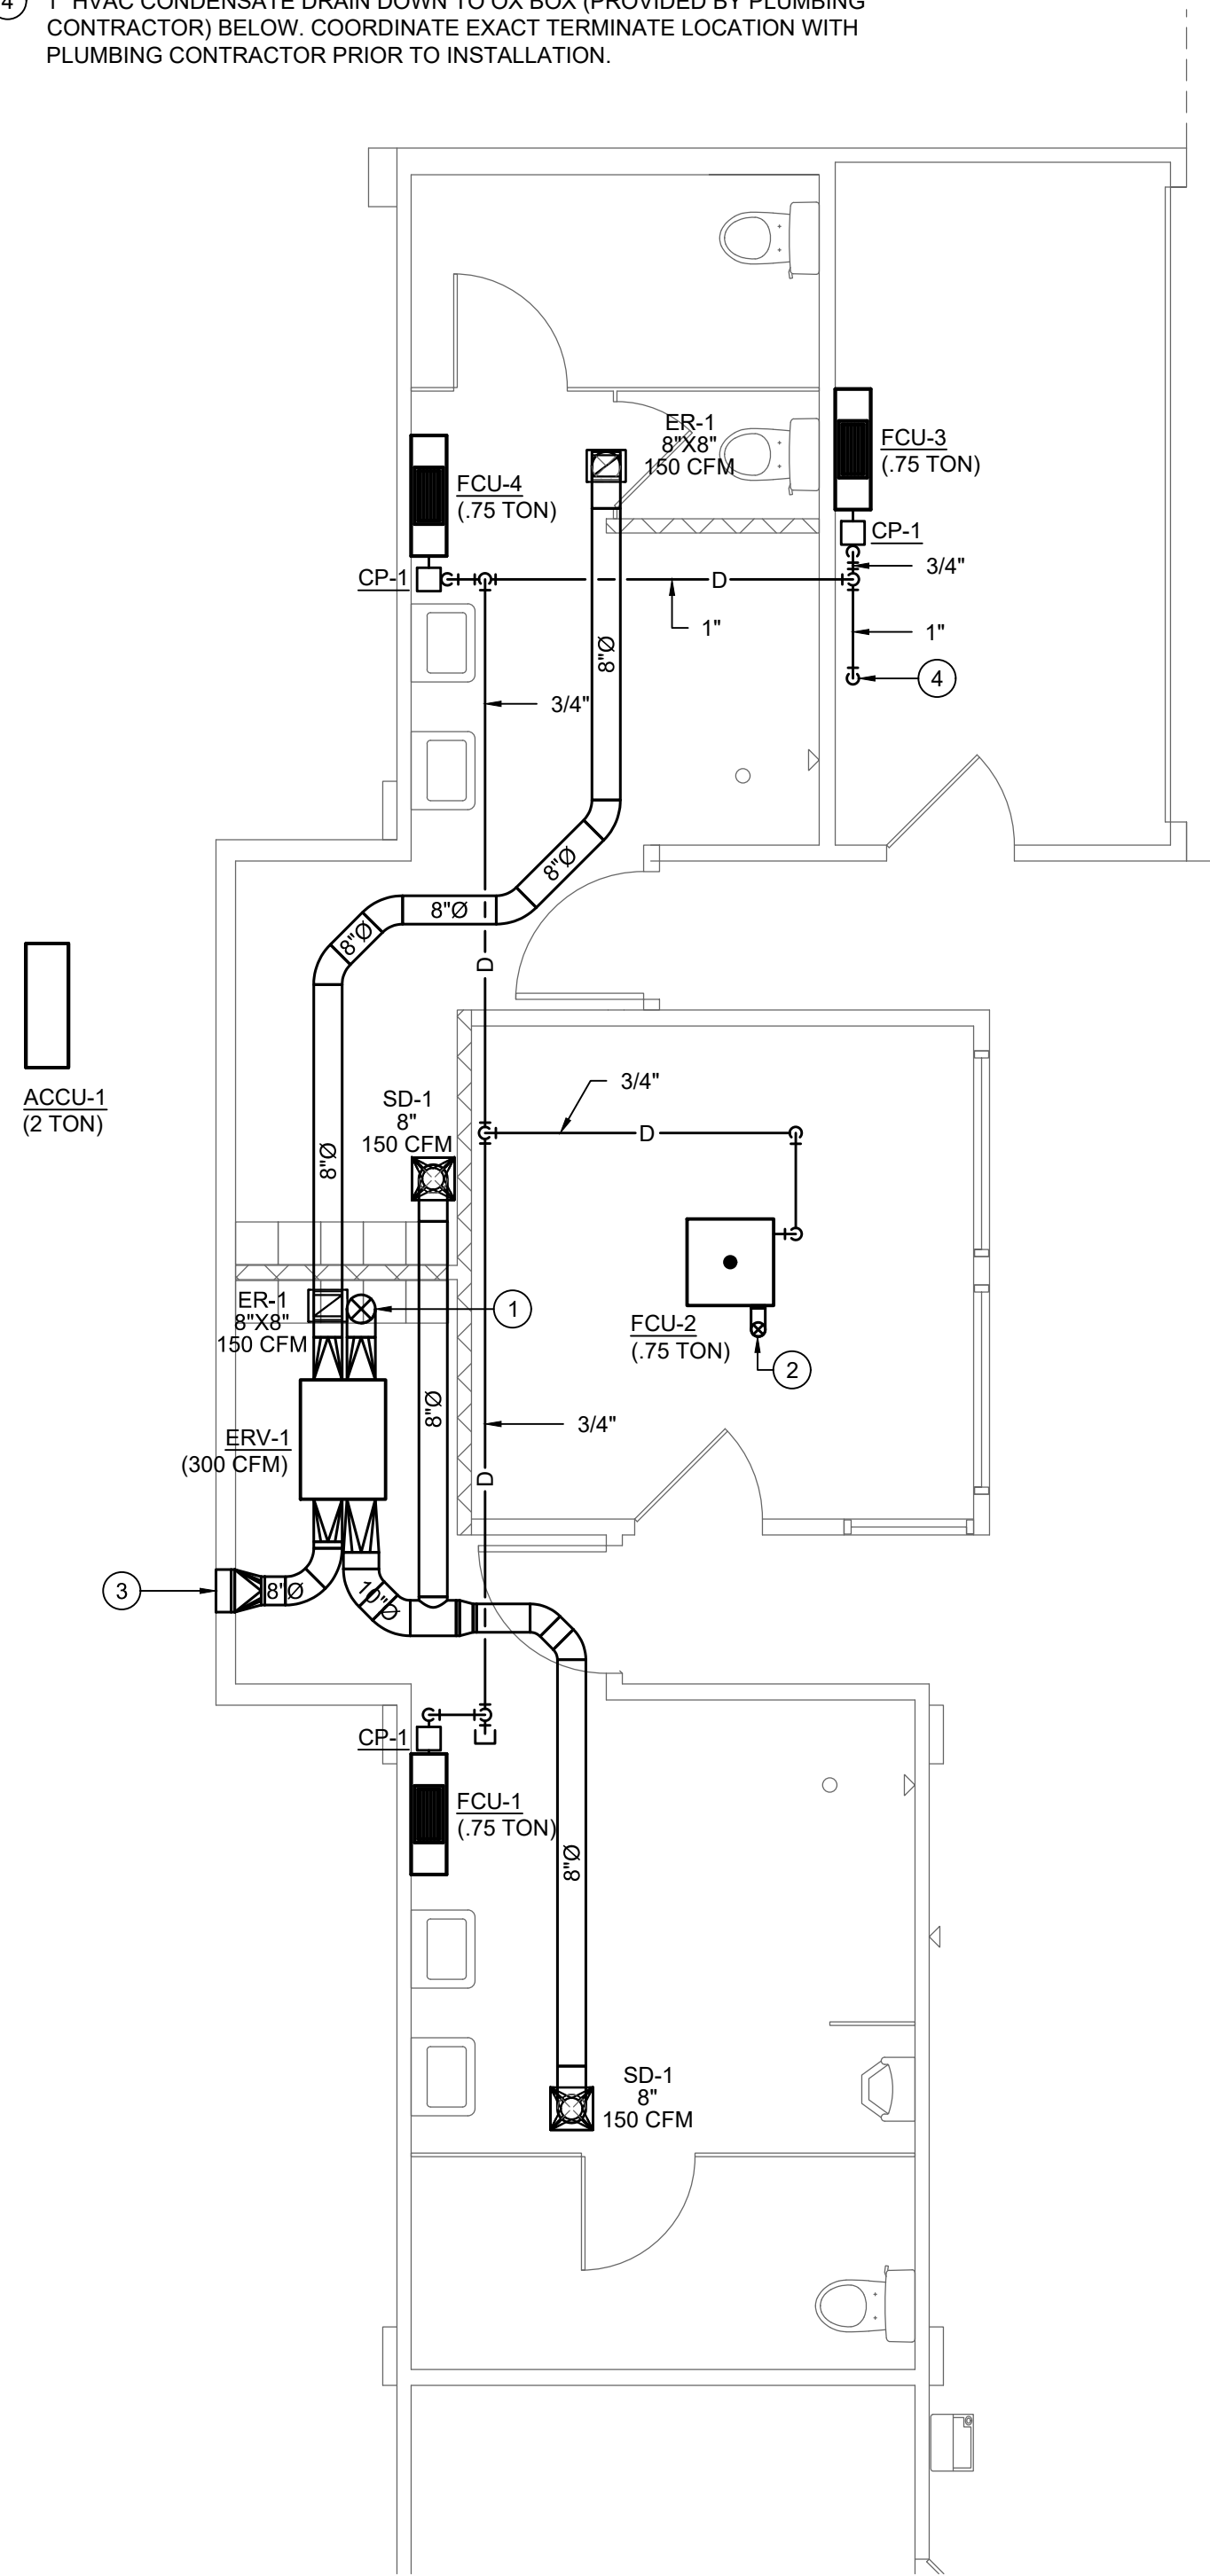 4 1" HVAC CONDENSATE DRAIN DOWN TO OX BOX (PROVIDED BY PLUMBING
CONTRACTOR) BELOW. COORDINATE EXACT TERMINATE LOCATION WITH
PLUMBING CONTRACTOR PRIOR TO INSTALLATION.
ER-1
8"X8"
150 CFM
FCU-3
(.75 TON)
FCU-4
(.75 TON)
CP-1
3/4"
CP-1
D
1"
1"
8"Ø
4
3/4"
8"Ø
8"Ø
8"Ø
D
ACCU-1
(2 TON)
SD-1
8"
150 CFM
3/4"
D
8"Ø
ER-1
8"X8"
150 CFM
1
FCU-2
(.75 TON)
2
8"Ø
3/4"
ERV-1
(300 CFM)
D
3
8"Ø
10"Ø
CP-1
FCU-1
(.75 TON)
8"Ø
SD-1
8"
150 CFM